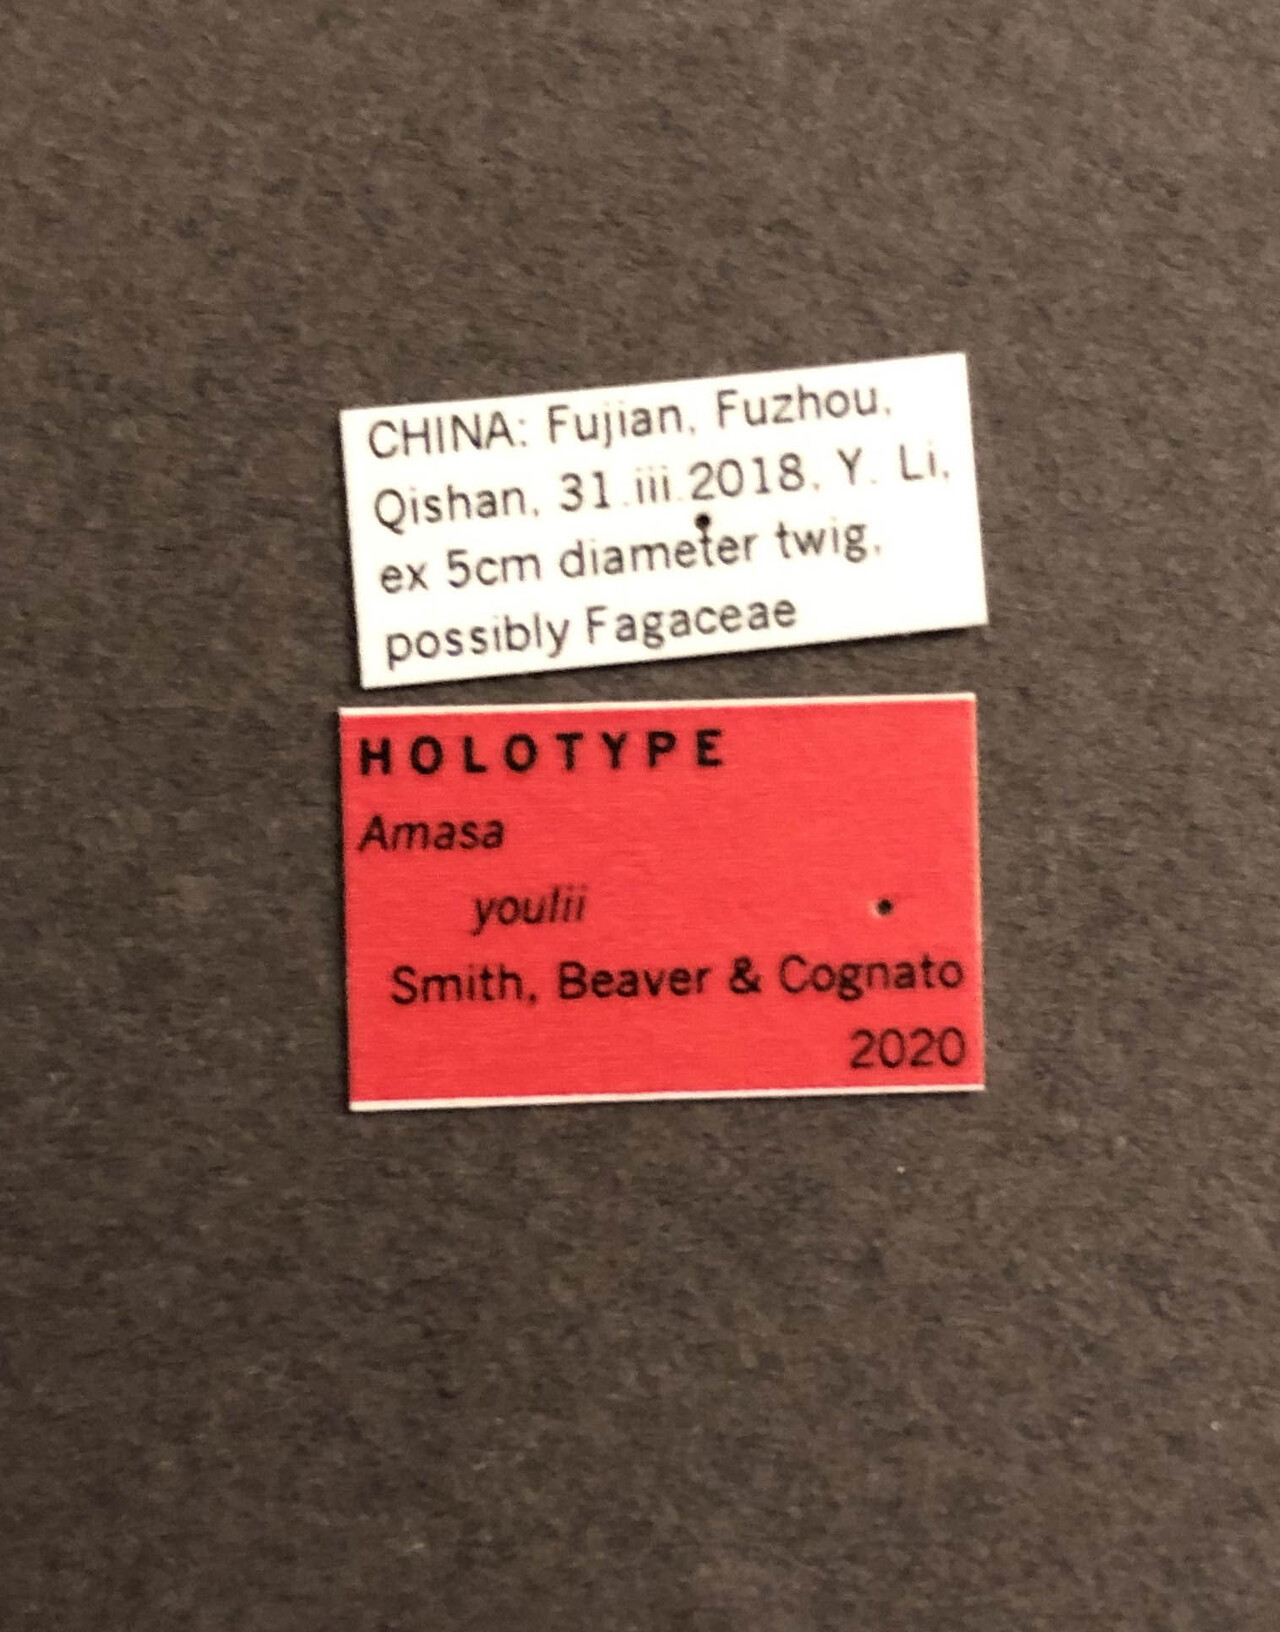 CHINA: Fujian, Fuzhou,
Qishan, 31.iii.2018, Y. Li,
ex 5cm diameter twig,
possibly Fagaceae
HOLOTYPE
Amasa
youlii
Smith, Beaver & Cognato
2020